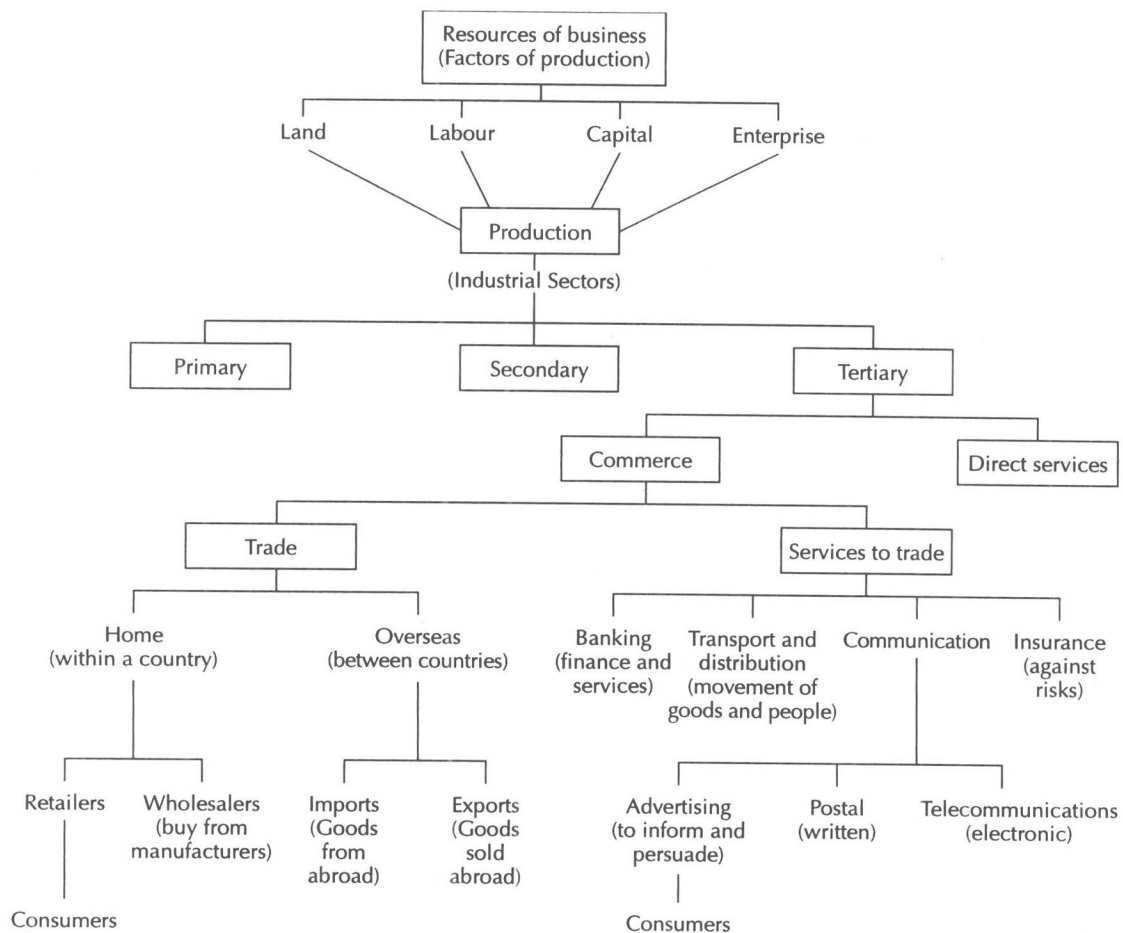 Resources of business
(Factors of production)
Land
Labour
Capital
Enterprise
Production
(Industrial Sectors)
Primary
Secondary
Tertiary
Commerce
Direct services
Trade
Services to trade
Home
(within a country)
Overseas
(between countries)
Banking
(finance and
services)
Transport and
distribution
(movement of
goods and people)
Communication
Insurance
(against
risks)
Retailers
Wholesalers
(buy from
manufacturers)
Imports
(Goods
from
abroad)
Exports
(Goods
sold
abroad)
Advertising
(to inform and
persuade)
Postal
(written)
Telecommunications
(electronic)
Consumers
Consumers